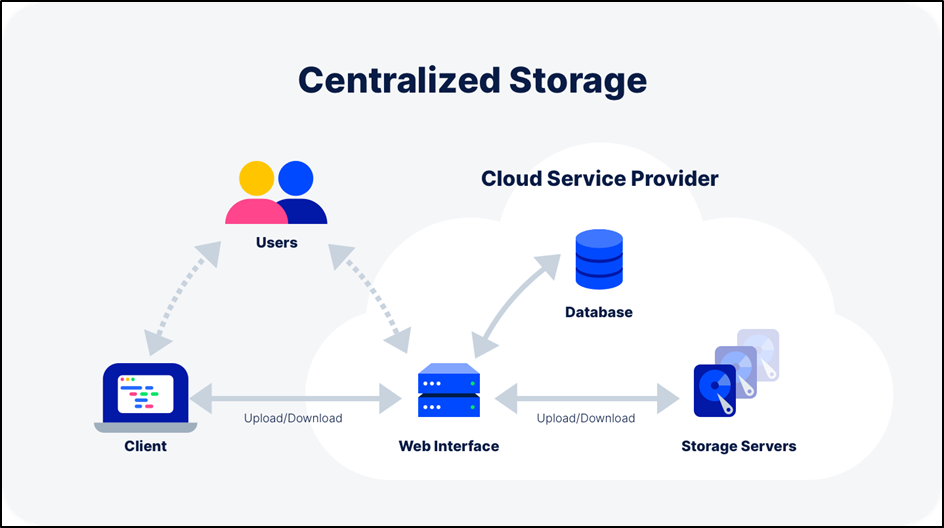 Centralized Storage
Cloud Service Provider
Users
Database
Upload/Download
Upload/Download
Client
Web Interface
Storage Servers